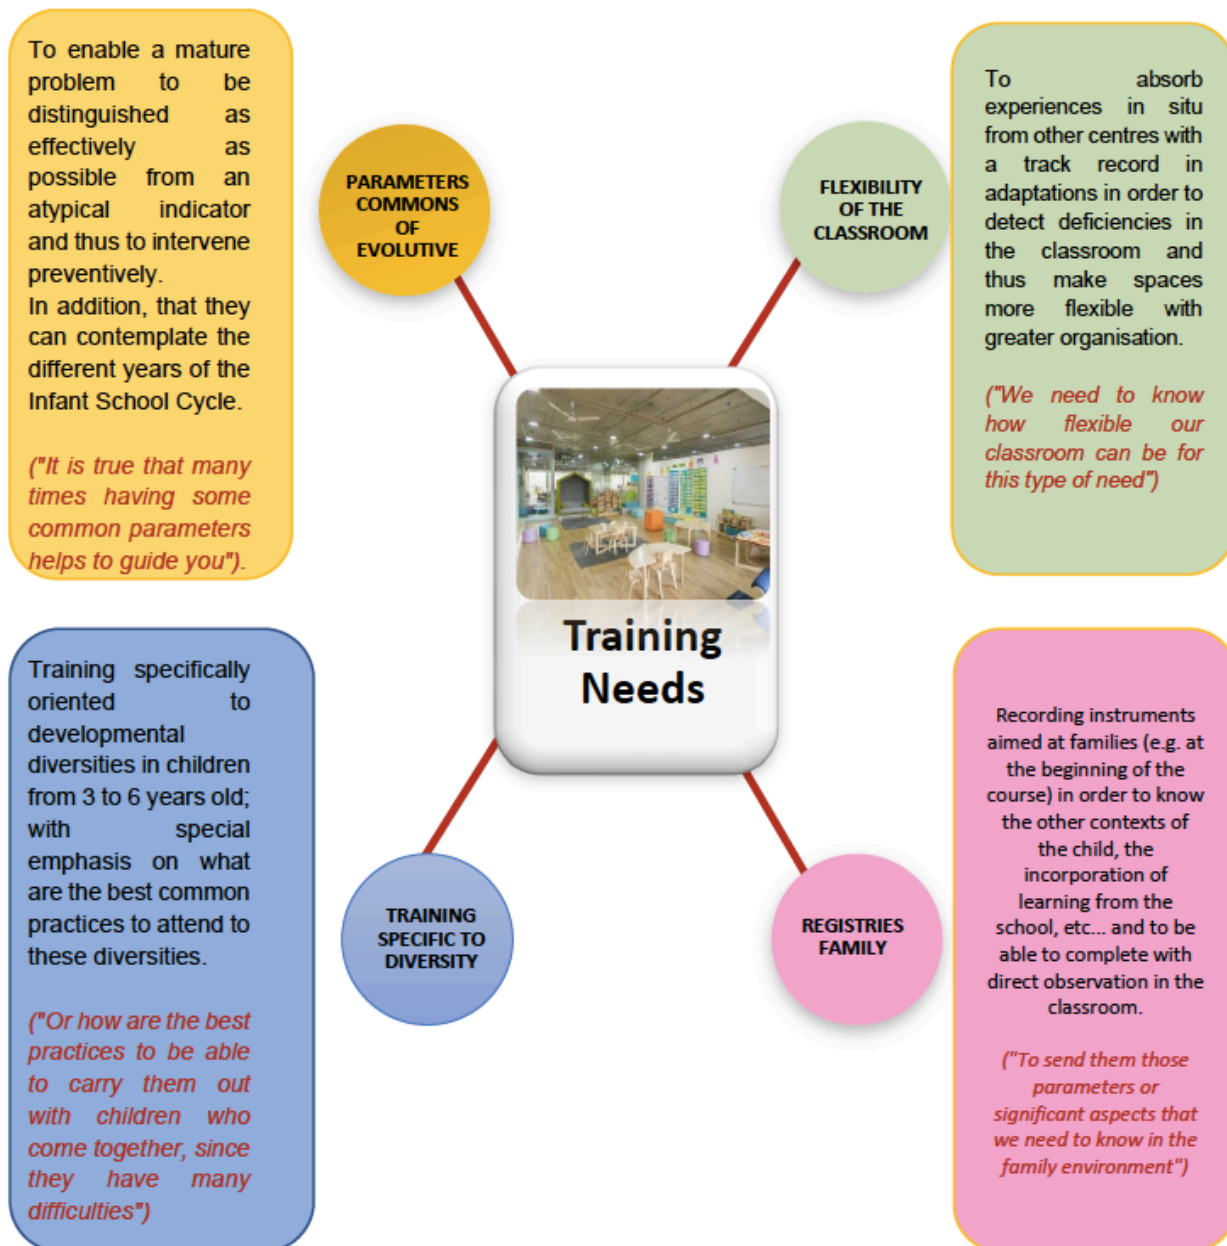 To enable a mature
problem to be
distinguished as
effectively as
possible from an
atypical indicator
and thus to intervene
preventively.
In addition, that they
can contemplate the
different years of the
Infant School Cycle.
("It is true that many
times having some
common parameters
helps to guide you").
PARAMETERS
COMMONS
OF
EVOLUTIVE
FLEXIBILITY
OF THE
CLASSROOM
To absorb
experiences in situ
from other centres with
a track record in
adaptations in order to
detect deficiencies in
the classroom and
thus make spaces
more flexible with
greater organisation.
("We need to know
how flexible our
classroom can be for
this type of need")
Training
Needs
Training specifically
oriented to
developmental
diversities in children
from 3 to 6 years old;
with special
emphasis on what
are the best common
practices to attend to
these diversities.
("Or how are the best
practices to be able
to carry them out
with children who
come together, since
they have many
difficulties")
TRAINING
SPECIFIC TO
DIVERSITY
REGISTRIES
FAMILY
Recording instruments
aimed at families (e.g. at
the beginning of the
course) in order to know
the other contexts of
the child, the
incorporation of
learning from the
school, etc... and to be
able to complete with
direct observation in the
classroom.
("To send them those
parameters or
significant aspects that
we need to know in the
family environment")